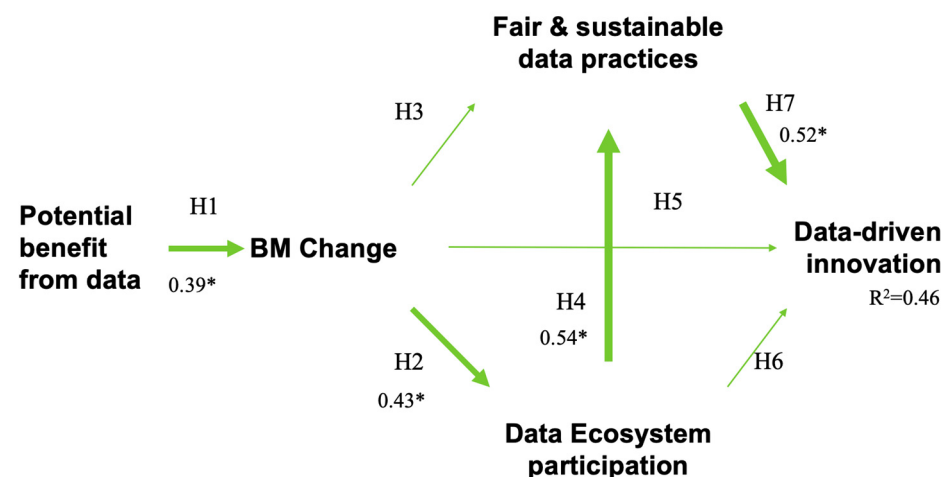 Fair & sustainable
data practices
H3
H7
0.52*
Potential
benefit
from data
H1
0.39*
BM Change
H5
Data-driven
innovation
R²=0.46
H4
0.54*
H2
0.43*
H6
Data Ecosystem
participation